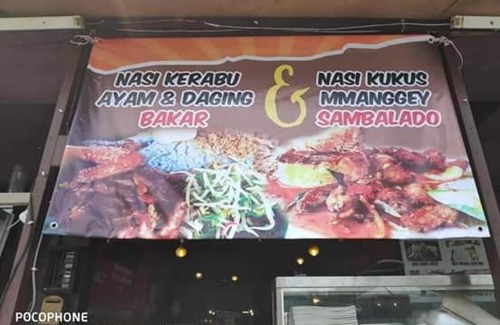 NASI KERABU
AYAM & DAGING
BAKAR
&
NASI KUKUS
MMANGGEY
SAMBALADO
POCOPHONE